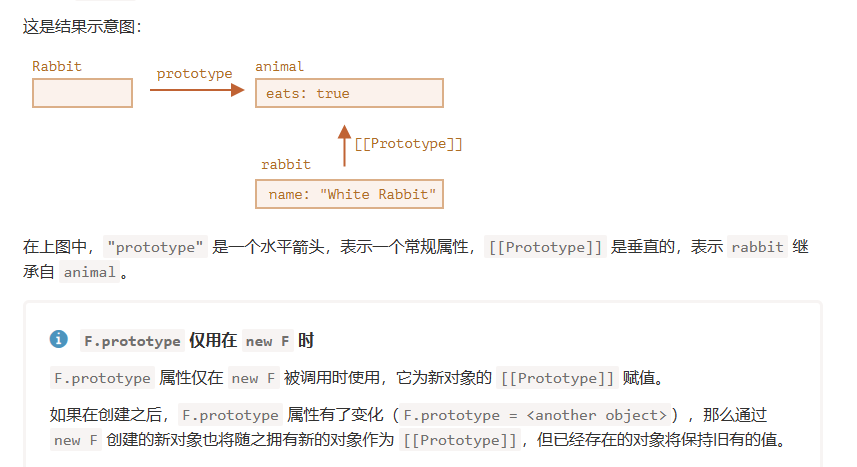 这是结果示意图：
Rabbit
prototype
animal
eats: true
[[Prototype]]
rabbit
name: "White Rabbit"
在上图中，"prototype" 是一个水平箭头，表示一个常规属性，[[Prototype]] 是垂直的，表示 rabbit 继
承自 animal。
F.prototype 仅用在 new F 时
F.prototype 属性仅在 new F 被调用时使用，它为新对象的 [[Prototype]] 赋值。
如果在创建之后，F.prototype 属性有了变化（F.prototype = <another object>），那么通过
new F 创建的新对象也将随之拥有新的对象作为 [[Prototype]]，但已经存在的对象将保持旧有的值。